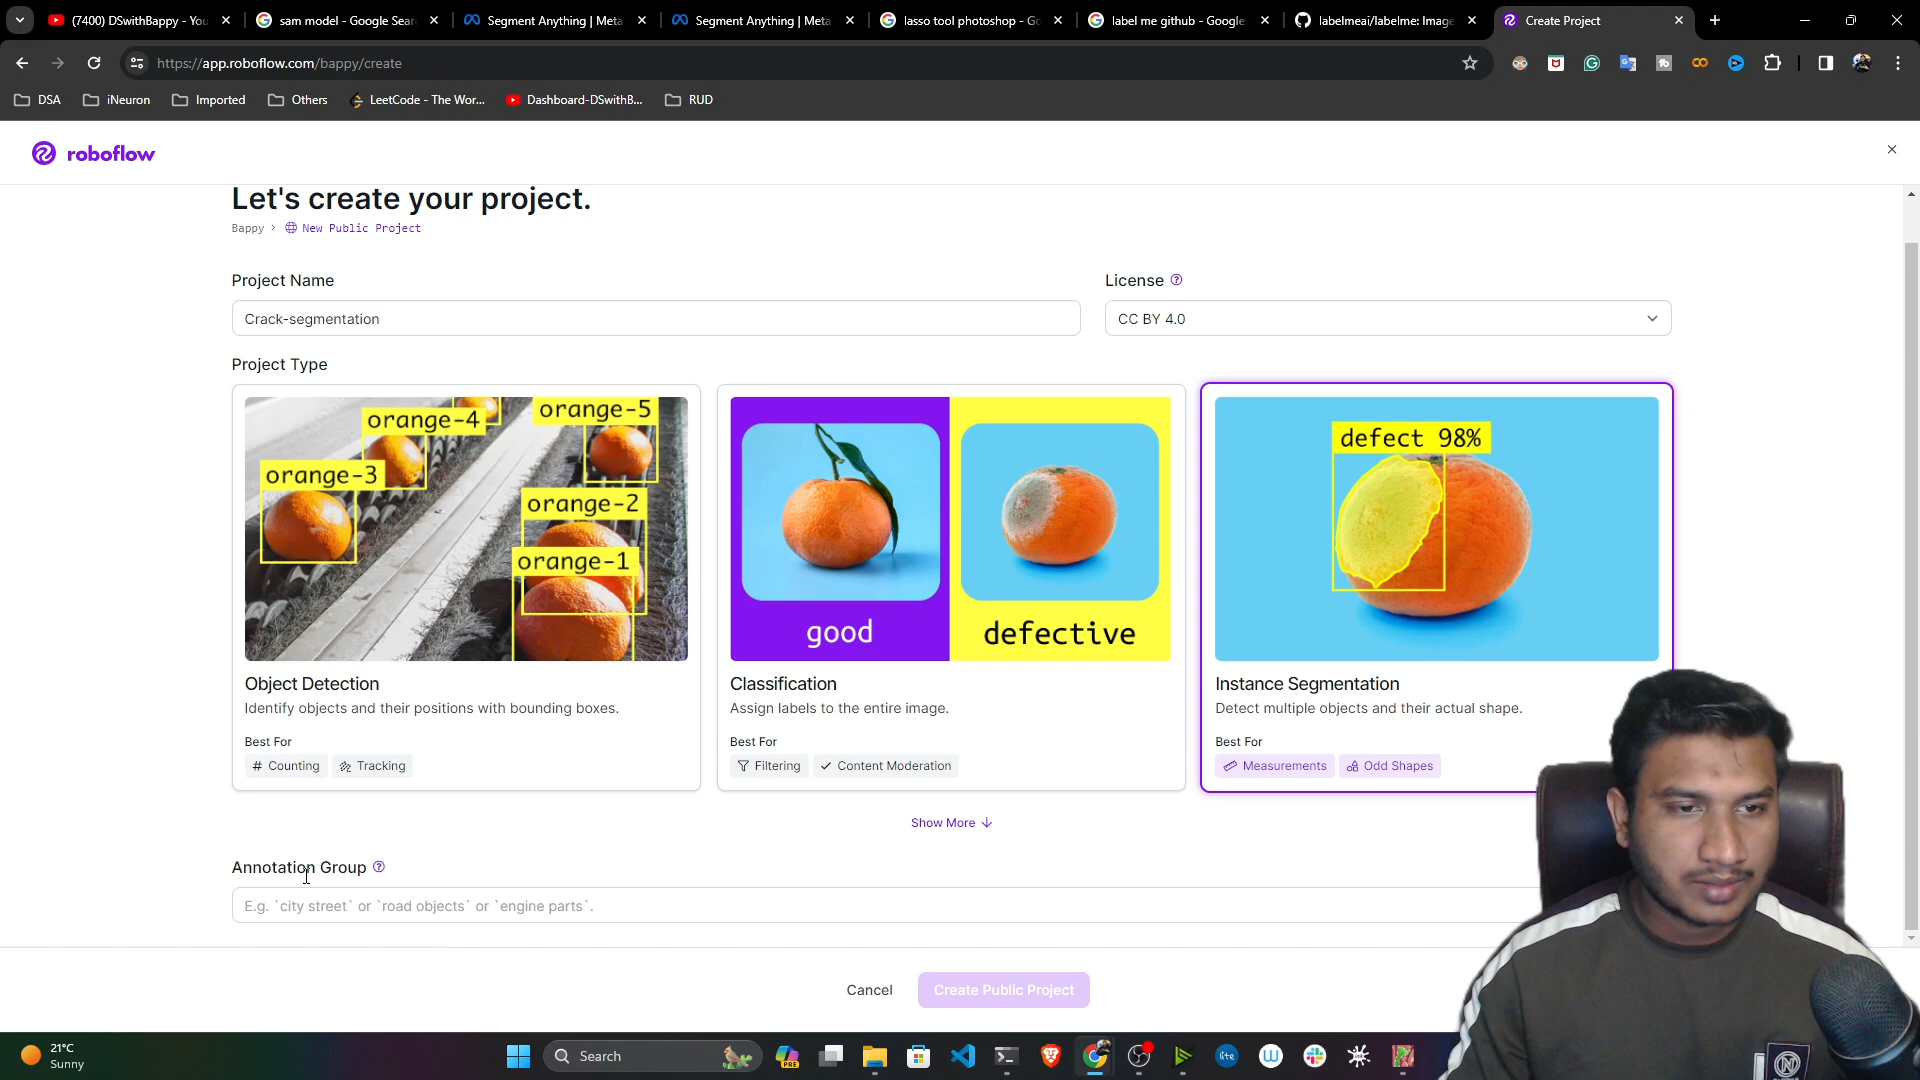 (7400) DSwithBappy - You
sam model - Google Sear
Segment Anything | Meta
Segment Anything | Meta
lasso tool photoshop - Go
label me github - Google
labelmeai/labelme: Image
Create Project
https://app.roboflow.com/bappy/create
DSA
iNeuron
Imported
Others
LeetCode - The Wor...
Dashboard-DSwithB...
RUD
roboflow
Let's create your project.
Bappy > New Public Project
Project Name
License
Crack-segmentation
CC BY 4.0
Project Type
orange-4
orange-5
orange-3
orange-2
orange-1
good
defective
defect 98%
Object Detection
Identify objects and their positions with bounding boxes.
Best For
# Counting
Tracking
Classification
Assign labels to the entire image.
Best For
Filtering
Content Moderation
Instance Segmentation
Detect multiple objects and their actual shape.
Best For
Measurements
Odd Shapes
Show More
Annotation Group
E.g. `city street` or `road objects` or `engine parts`.
Cancel
Create Public Project
21°C
Sunny
Search
PRE
lite